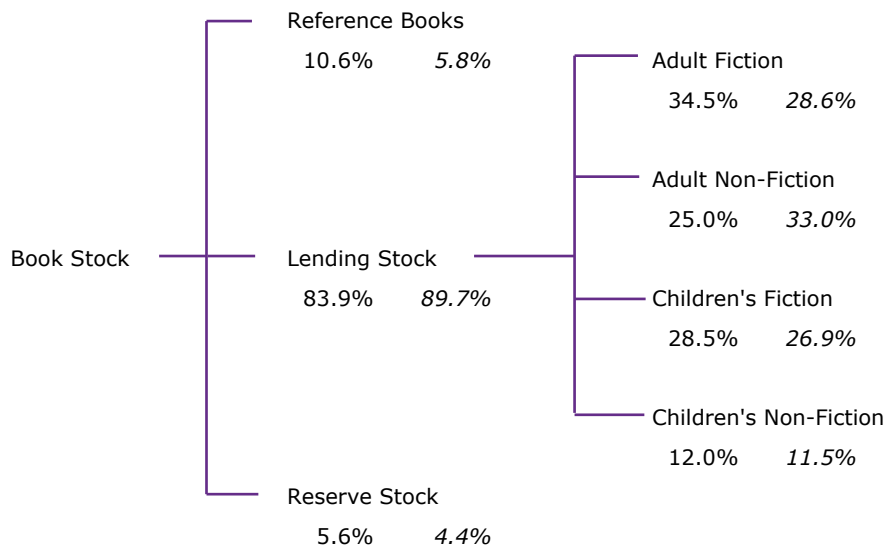 Reference Books
10.6% 5.8%
Adult Fiction
34.5% 28.6%
Adult Non-Fiction
25.0% 33.0%
Book Stock
Lending Stock
83.9% 89.7%
Children's Fiction
28.5% 26.9%
Children's Non-Fiction
12.0% 11.5%
Reserve Stock
5.6% 4.4%